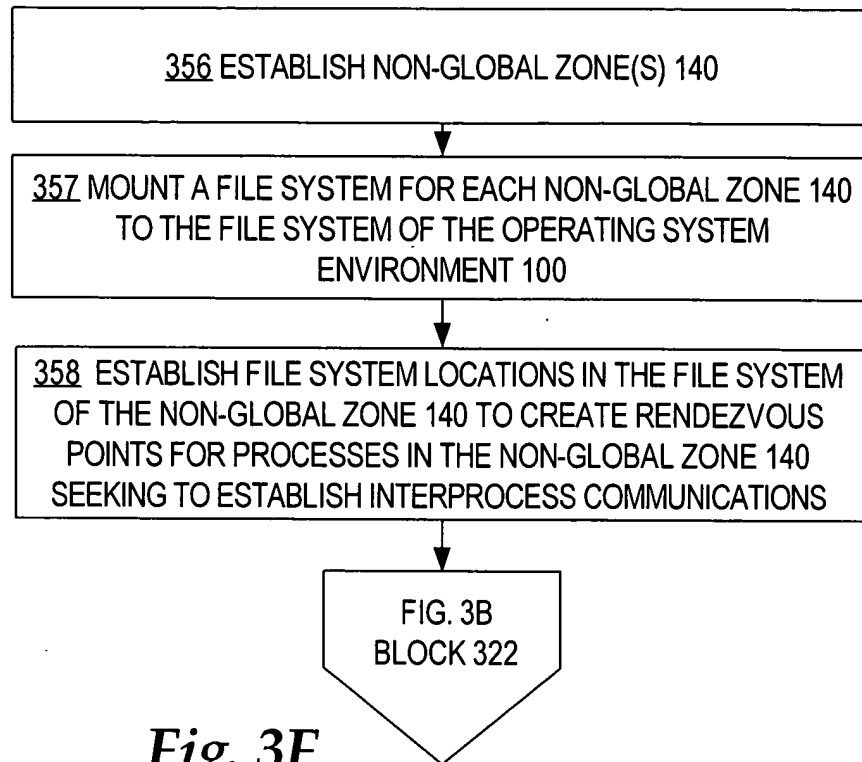 356 ESTABLISH NON-GLOBAL ZONE(S) 140
357 MOUNT A FILE SYSTEM FOR EACH NON-GLOBAL ZONE 140
TO THE FILE SYSTEM OF THE OPERATING SYSTEM
ENVIRONMENT 100
358 ESTABLISH FILE SYSTEM LOCATIONS IN THE FILE SYSTEM
OF THE NON-GLOBAL ZONE 140 TO CREATE RENDEZVOUS
POINTS FOR PROCESSES IN THE NON-GLOBAL ZONE 140
SEEKING TO ESTABLISH INTERPROCESS COMMUNICATIONS
FIG. 3B
BLOCK 322
Fig. 3F